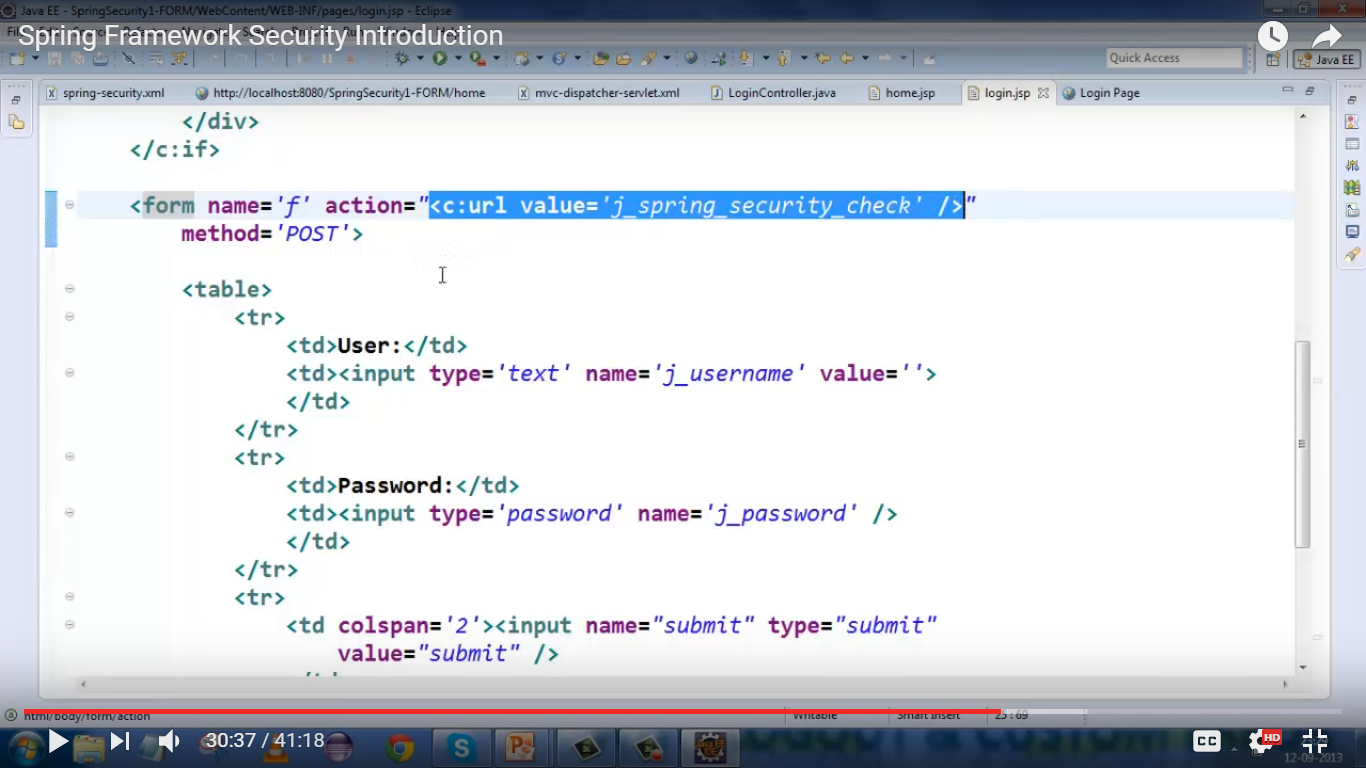 Java EE - SpringSecurity1-FORM/WebContent/WEB-INF/pages/login.jsp - Eclipse
Spring Framework Security Introduction
Quick Access
Java EE
spring-security.xml
http://localhost:8080/SpringSecurity1-FORM/home
mvc-dispatcher-servlet.xml
LoginController.java
home.jsp
login.jsp
Login Page
</div>
</c:if>
<form name='f' action="<c:url value='j_spring_security_check' />"
method='POST'>
<table>
<tr>
<td>User:</td>
<td><input type='text' name='j_username' value=''>
</td>
</tr>
<tr>
<td>Password:</td>
<td><input type='password' name='j_password' />
</td>
</tr>
<tr>
<td colspan='2'><input name="submit" type="submit"
value="submit" />
html/body/form/action
Writable
Smart Insert
25 : 69
30:37 / 41:18
CC
HD
12-09-2013